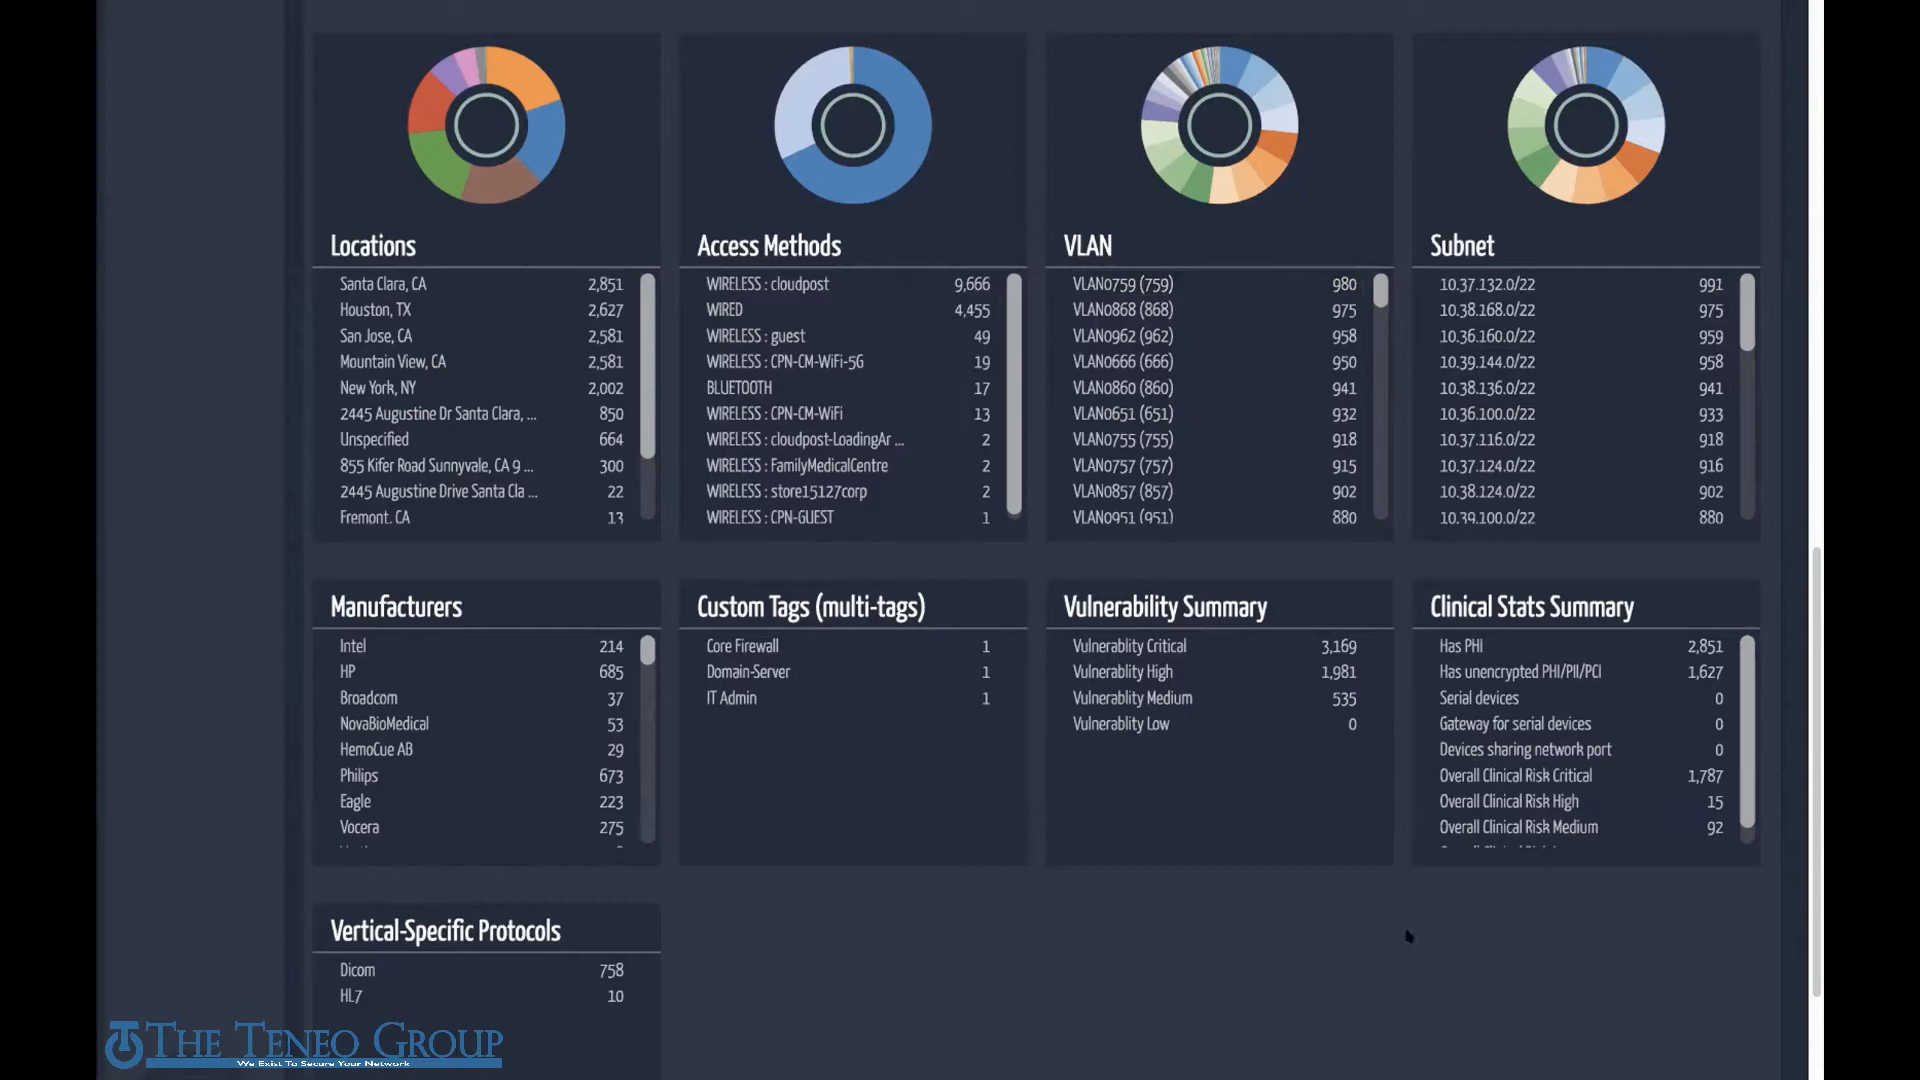 Locations
Santa Clara, CA 2,851
Houston, TX 2,627
San Jose, CA 2,581
Mountain View, CA 2,581
New York, NY 2,002
2445 Augustine Dr Santa Clara, ... 850
Unspecified 664
855 Kifer Road Sunnyvale, CA 9 ... 300
2445 Augustine Drive Santa Cla ... 22
Fremont, CA 13
Access Methods
WIRELESS : cloudpost 9,666
WIRED 4,455
WIRELESS : guest 49
WIRELESS : CPN-CM-WiFi-5G 19
BLUETOOTH 17
WIRELESS : CPN-CM-WiFi 13
WIRELESS : cloudpost-LoadingAr ... 2
WIRELESS : FamilyMedicalCentre 2
WIRELESS : store15127corp 2
WIRELESS : CPN-GUEST 1
VLAN
VLAN0759 (759) 980
VLAN0868 (868) 975
VLAN0962 (962) 958
VLAN0666 (666) 950
VLAN0860 (860) 941
VLAN0651 (651) 932
VLAN0755 (755) 918
VLAN0757 (757) 915
VLAN0857 (857) 902
VLAN0951 (951) 880
Subnet
10.37.132.0/22 991
10.38.168.0/22 975
10.36.160.0/22 959
10.39.144.0/22 958
10.38.136.0/22 941
10.36.100.0/22 933
10.37.116.0/22 918
10.37.124.0/22 916
10.38.124.0/22 902
10.39.100.0/22 880
Manufacturers
Intel 214
HP 685
Broadcom 37
NovaBioMedical 53
HemoCue AB 29
Philips 673
Eagle 223
Vocera 275
Custom Tags (multi-tags)
Core Firewall 1
Domain-Server 1
IT Admin 1
Vulnerability Summary
Vulnerablity Critical 3,169
Vulnerablity High 1,981
Vulnerablity Medium 535
Vulnerablity Low 0
Clinical Stats Summary
Has PHI 2,851
Has unencrypted PHI/PII/PCI 1,627
Serial devices 0
Gateway for serial devices 0
Devices sharing network port 0
Overall Clinical Risk Critical 1,787
Overall Clinical Risk High 15
Overall Clinical Risk Medium 92
Vertical-Specific Protocols
Dicom 758
HL7 10
THE TENEO GROUP
We Exist To Secure Your Network